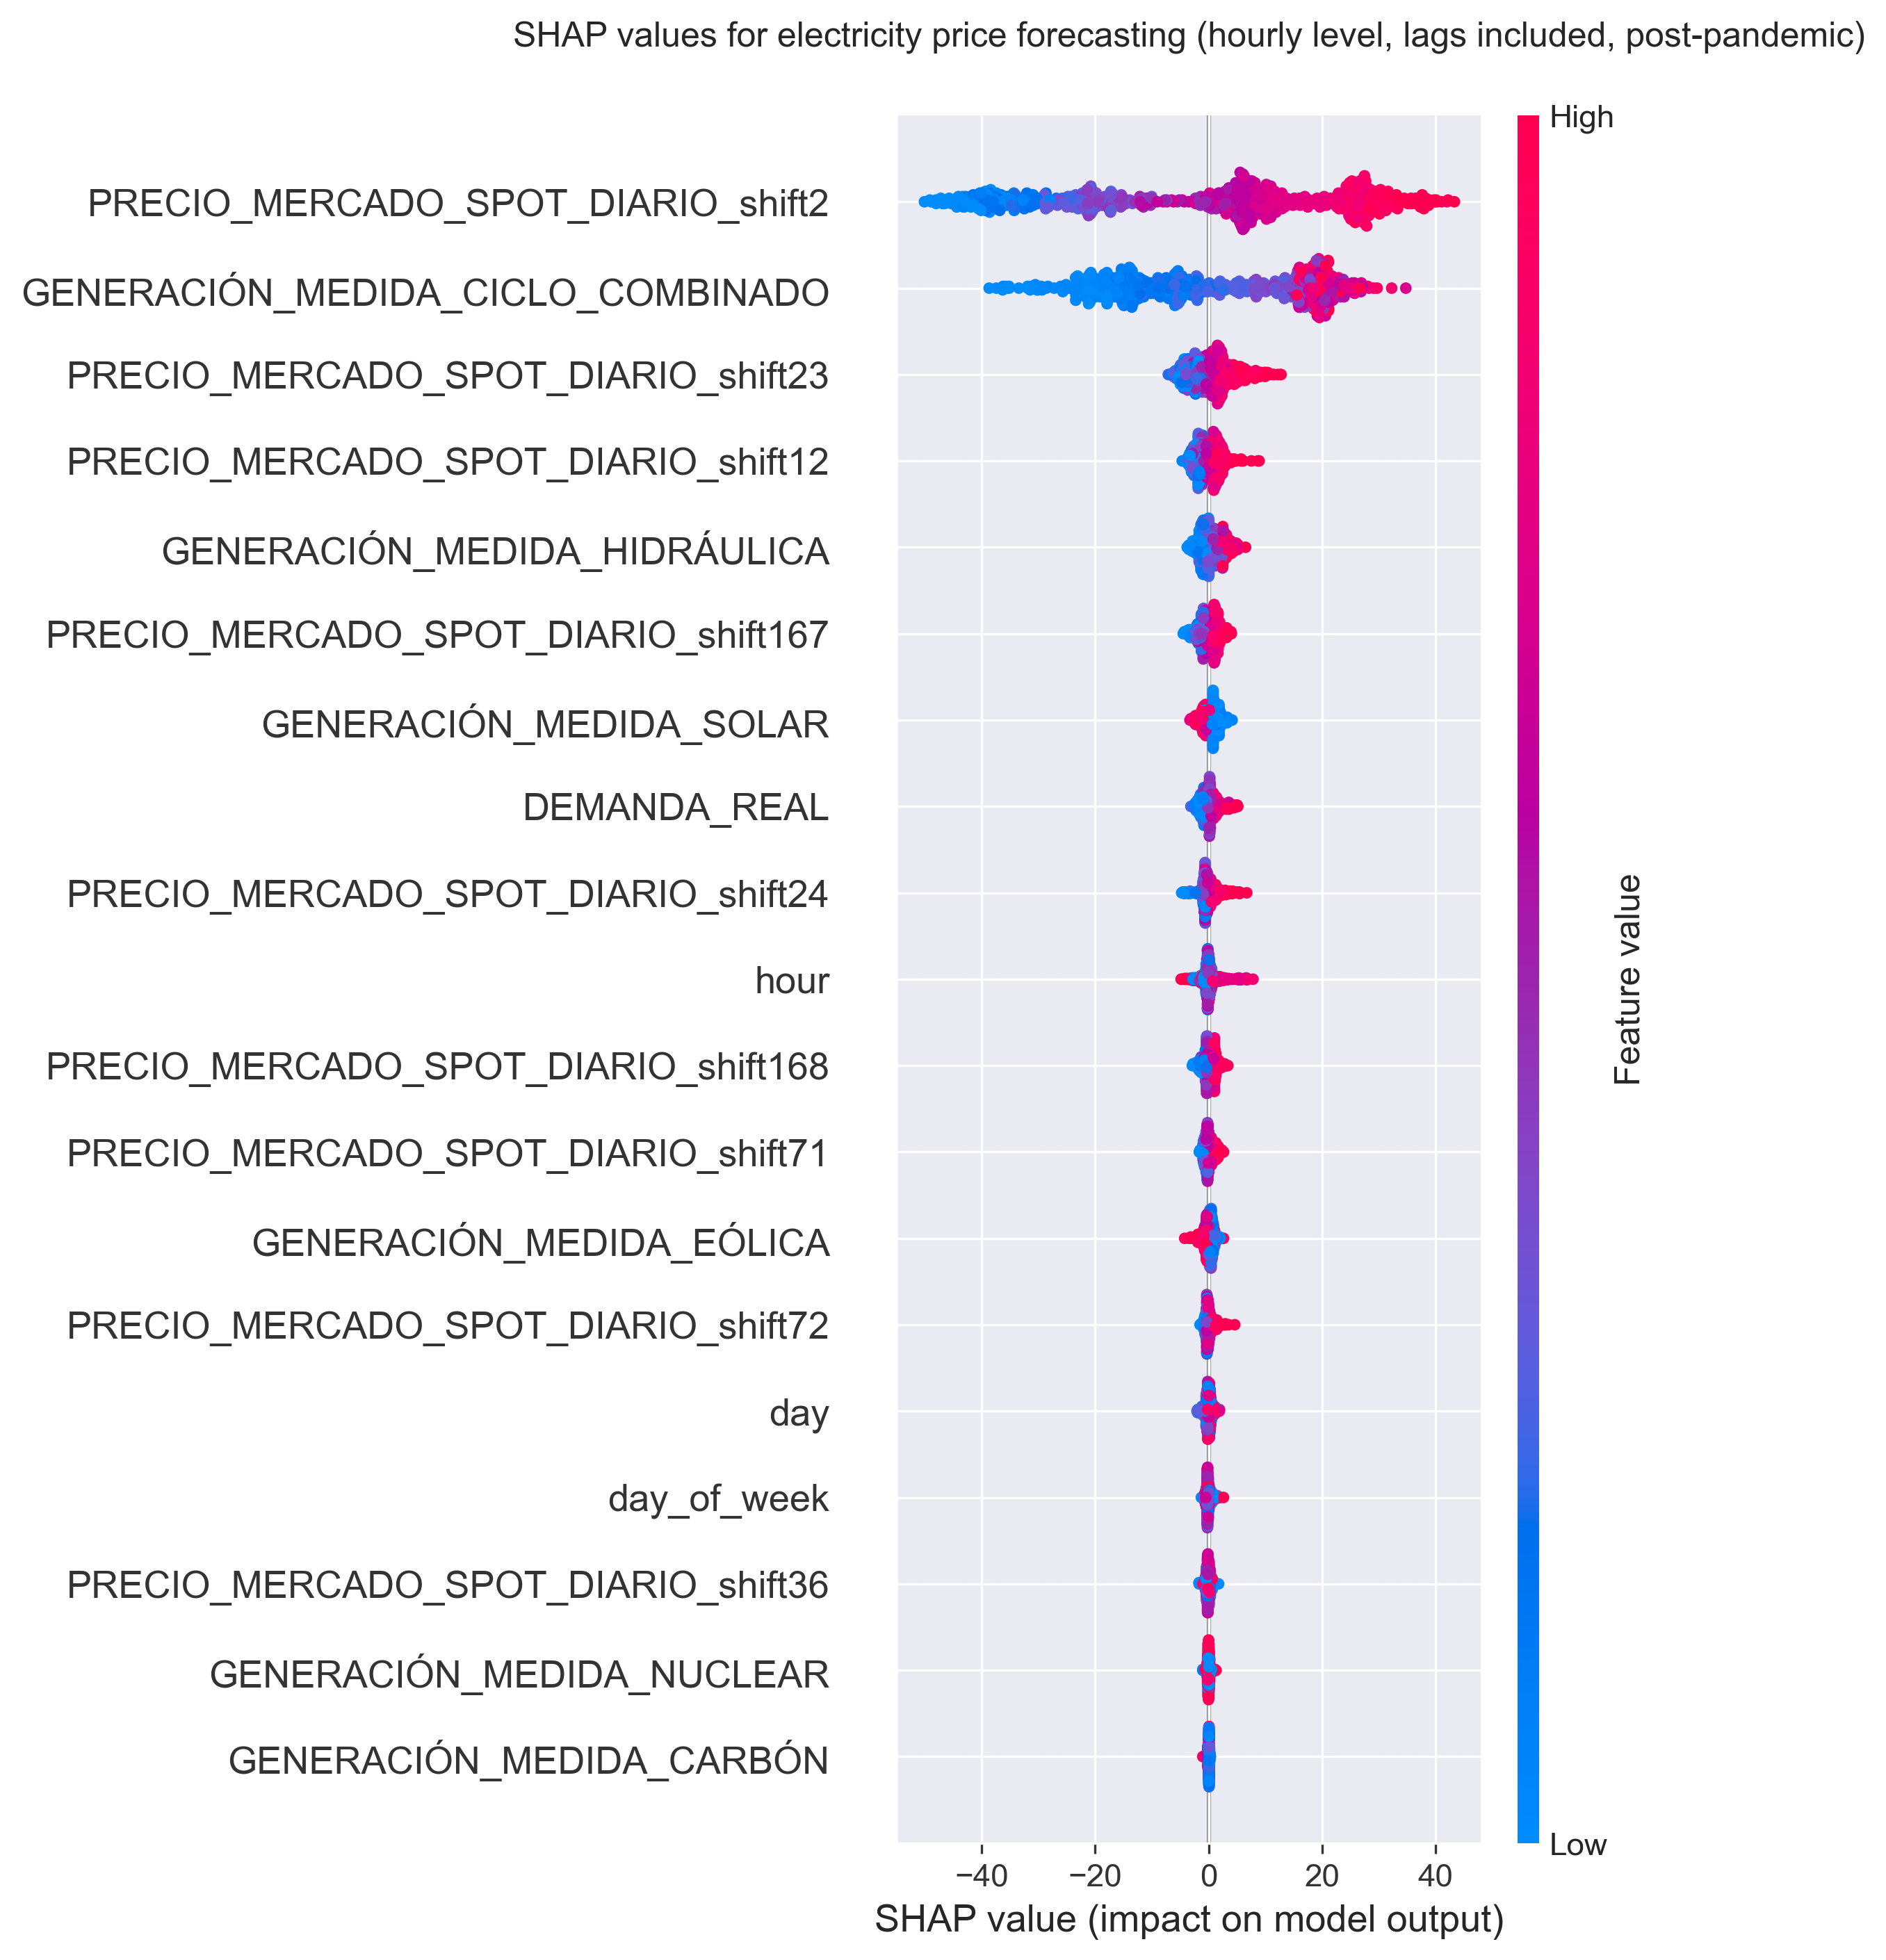 SHAP values for electricity price forecasting (hourly level, lags included, post-pandemic)
High
PRECIO_MERCADO_SPOT_DIARIO_shift2
GENERACIÓN_MEDIDA_CICLO_COMBINADO
PRECIO_MERCADO_SPOT_DIARIO_shift23
PRECIO_MERCADO_SPOT_DIARIO_shift12
GENERACIÓN_MEDIDA_HIDRÁULICA
PRECIO_MERCADO_SPOT_DIARIO_shift167
GENERACIÓN_MEDIDA_SOLAR
DEMANDA_REAL
PRECIO_MERCADO_SPOT_DIARIO_shift24
hour
PRECIO_MERCADO_SPOT_DIARIO_shift168
PRECIO_MERCADO_SPOT_DIARIO_shift71
GENERACIÓN_MEDIDA_EÓLICA
PRECIO_MERCADO_SPOT_DIARIO_shift72
day
day_of_week
PRECIO_MERCADO_SPOT_DIARIO_shift36
GENERACIÓN_MEDIDA_NUCLEAR
GENERACIÓN_MEDIDA_CARBÓN
Feature value
Low
−40 −20 0 20 40
SHAP value (impact on model output)